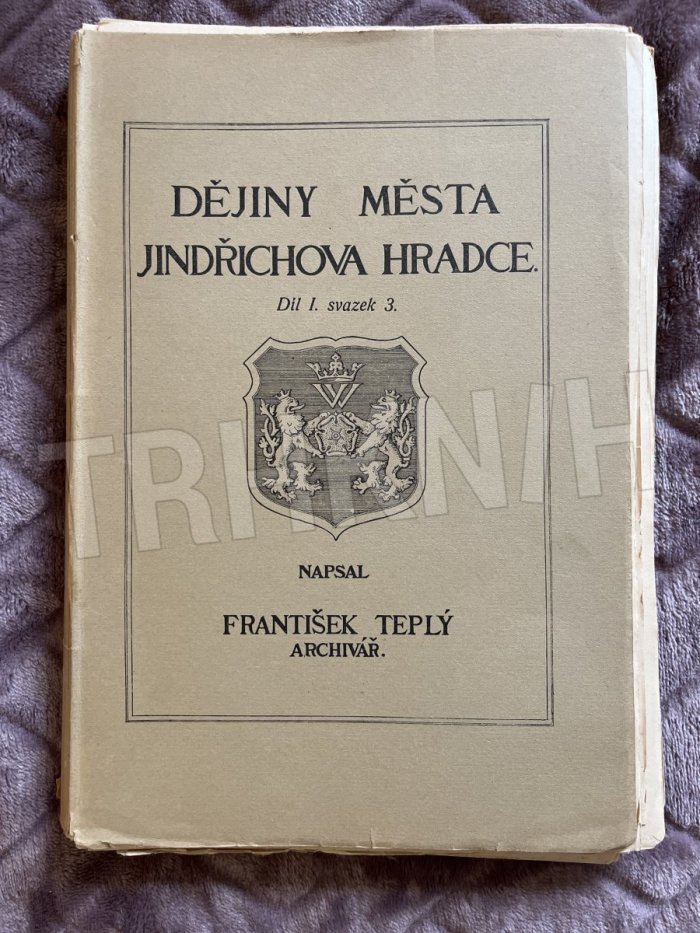 DĚJINY MĚSTA
JINDŘICHOVA HRADCE.
Díl I. svazek 3.
W
NAPSAL
FRANTIŠEK TEPLÝ
ARCHIVÁŘ.